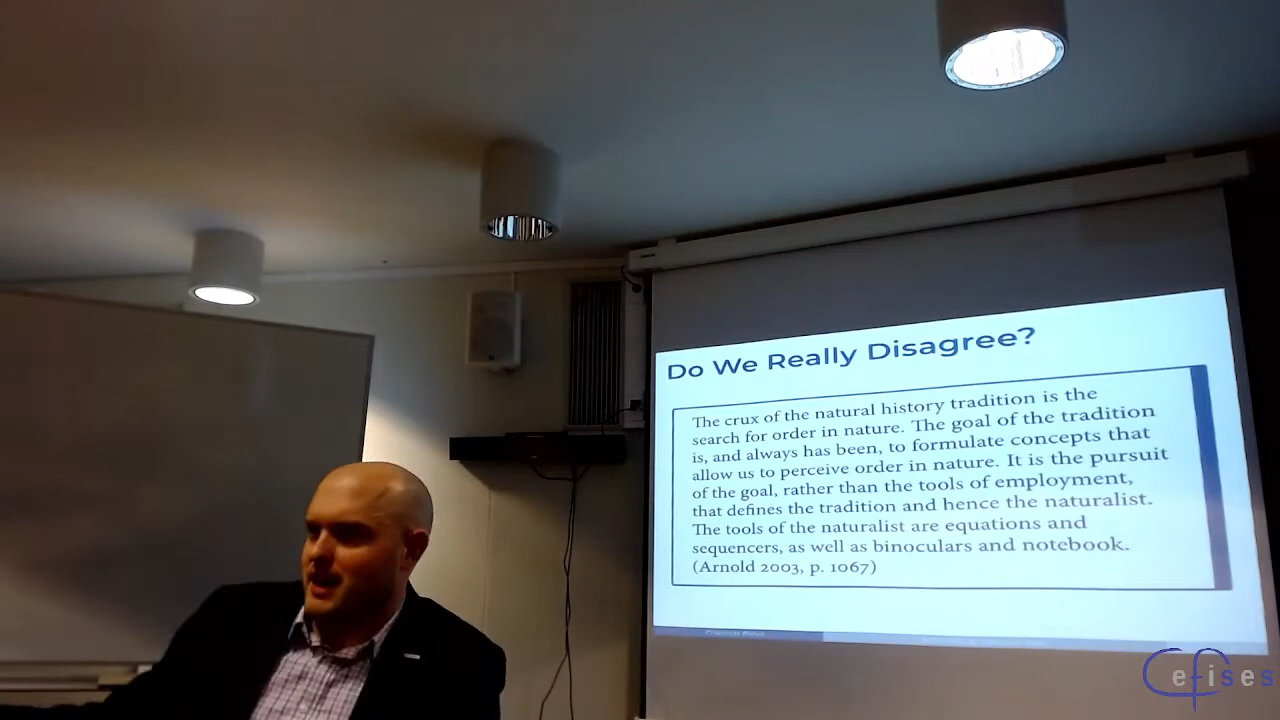 Do We Really Disagree?
The crux of the natural history tradition is the
search for order in nature. The goal of the tradition
is, and always has been, to formulate concepts that
allow us to perceive order in nature. It is the pursuit
of the goal, rather than the tools of employment,
that defines the tradition and hence the naturalist.
The tools of the naturalist are equations and
sequencers, as well as binoculars and notebook.
(Arnold 2003, p. 1067)
Cefises